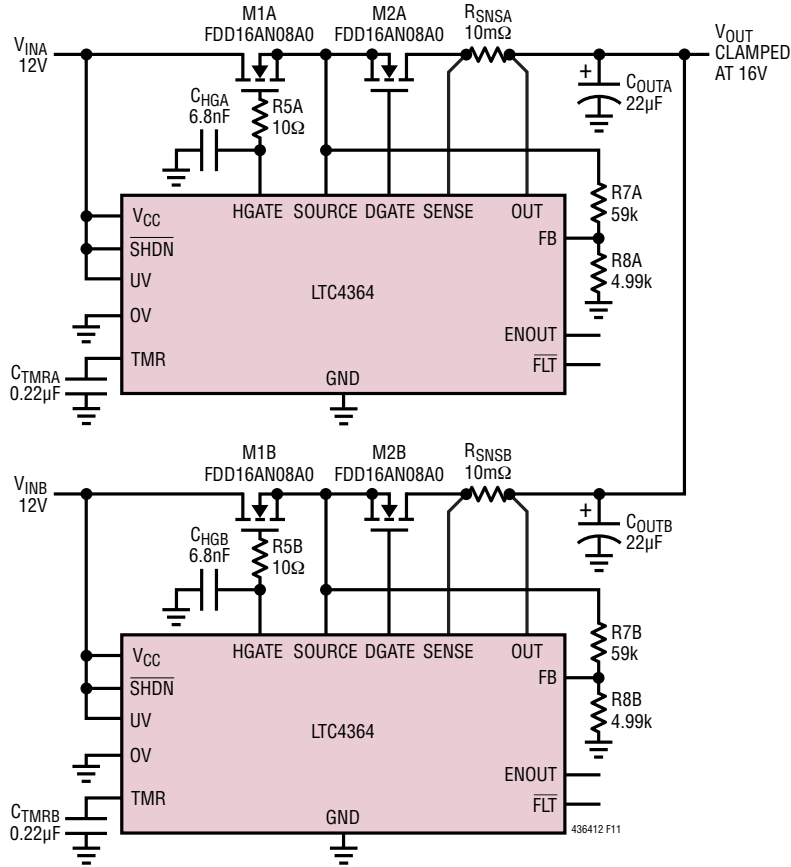 M1A
FDD16AN08A0
M2A
FDD16AN08A0
RSNSA
10mΩ
VINA
12V
VOUT
CLAMPED
AT 16V
+
COUTA
22µF
CHGA
6.8nF
R5A
10Ω
R7A
59k
R8A
4.99k
HGATE SOURCE DGATE SENSE OUT
VCC
SHDN
UV
OV
TMR
FB
LTC4364
ENOUT
FLT
GND
CTMRA
0.22µF
M1B
FDD16AN08A0
M2B
FDD16AN08A0
RSNSB
10mΩ
VINB
12V
+
COUTB
22µF
CHGB
6.8nF
R5B
10Ω
R7B
59k
R8B
4.99k
HGATE SOURCE DGATE SENSE OUT
VCC
SHDN
UV
OV
TMR
FB
LTC4364
ENOUT
FLT
GND
CTMRB
0.22µF
436412 F11